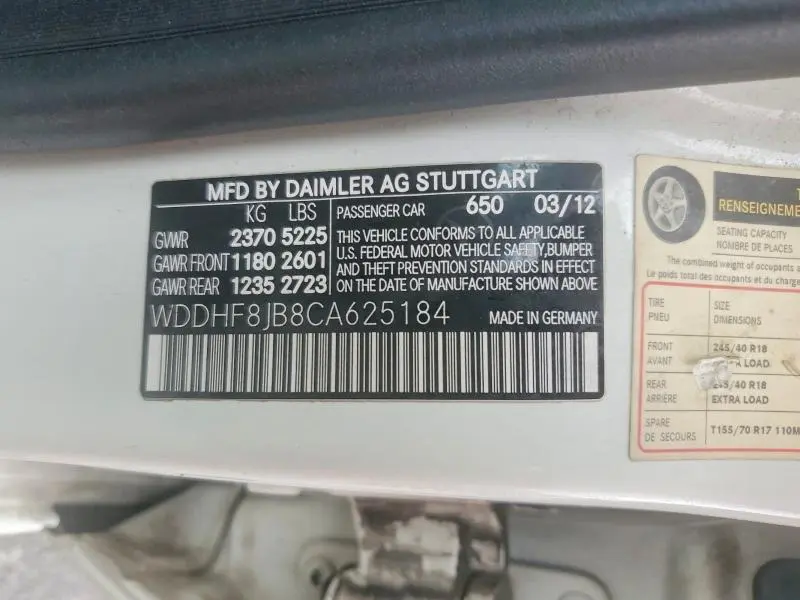 MFD BY DAIMLER AG STUTTGART
KG LBS
GVWR 2370 5225
GAWR FRONT 1180 2601
GAWR REAR 1235 2723
PASSENGER CAR 650 03/12
THIS VEHICLE CONFORMS TO ALL APPLICABLE
U.S. FEDERAL MOTOR VEHICLE SAFETY,BUMPER
AND THEFT PREVENTION STANDARDS IN EFFECT
ON THE DATE OF MANUFACTURE SHOWN ABOVE
WDDHF8JB8CA625184 MADE IN GERMANY
RENSEIGNEME
SEATING CAPACITY
NOMBRE DE PLACES
The combined weight of occupants a
Le poids total des occupants et du charge
TIRE DIMENSIONS
PNEU
FRONT 245/40 R18
AVANT LOAD
REAR 245/40 R18
ARRIÈRE EXTRA LOAD
SPARE T155/70 R17 110M
DE SECOURS